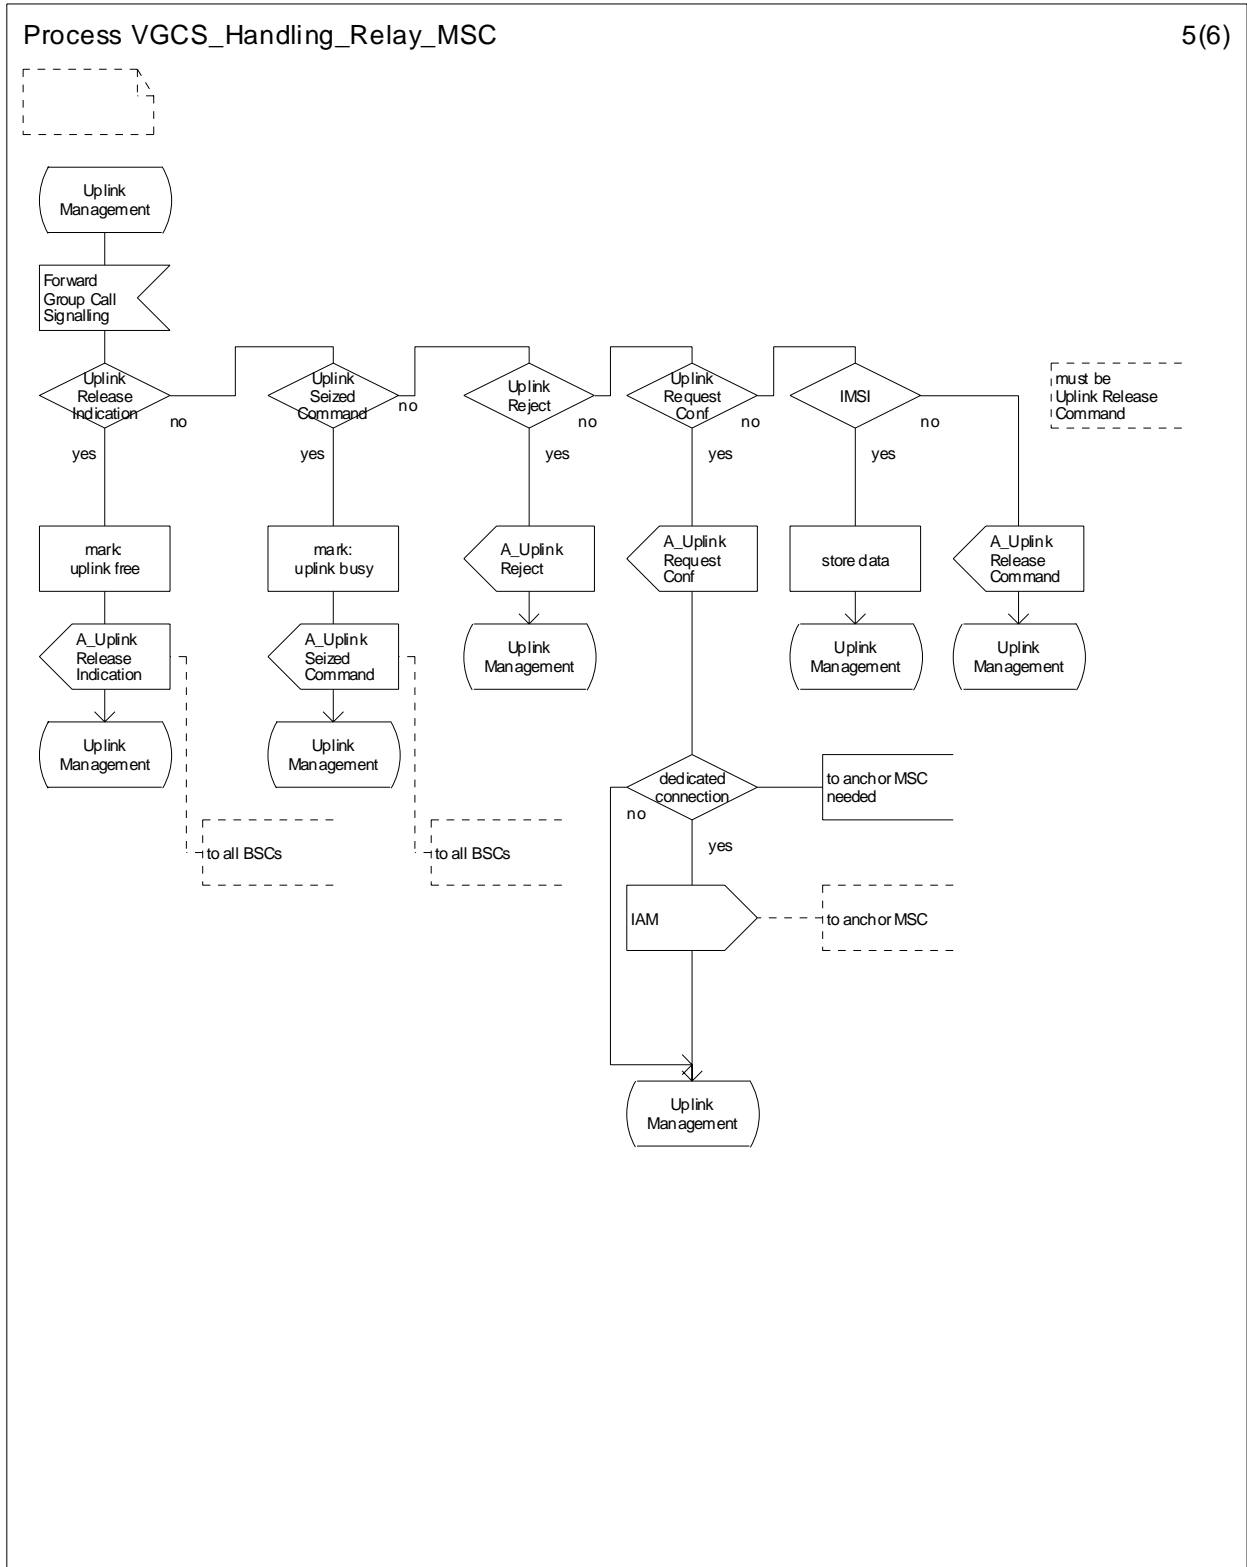 Process VGCS_Handling_Relay_MSC
5(6)
Uplink
Management
Forward
Group Call
Signalling
Uplink
Release
Indication
no
yes
Uplink
Seized
Command
no
yes
Uplink
Reject
no
yes
Uplink
Request
Conf
no
yes
IMSI
no
yes
must be
Uplink Release
Command
mark:
uplink free
mark:
uplink busy
A_Uplink
Reject
A_Uplink
Request
Conf
store data
A_Uplink
Release
Command
A_Uplink
Release
Indication
A_Uplink
Seized
Command
Uplink
Management
Uplink
Management
Uplink
Management
Uplink
Management
Uplink
Management
dedicated
connection
no
yes
to anchor MSC
needed
to all BSCs
to all BSCs
IAM
to anchor MSC
Uplink
Management